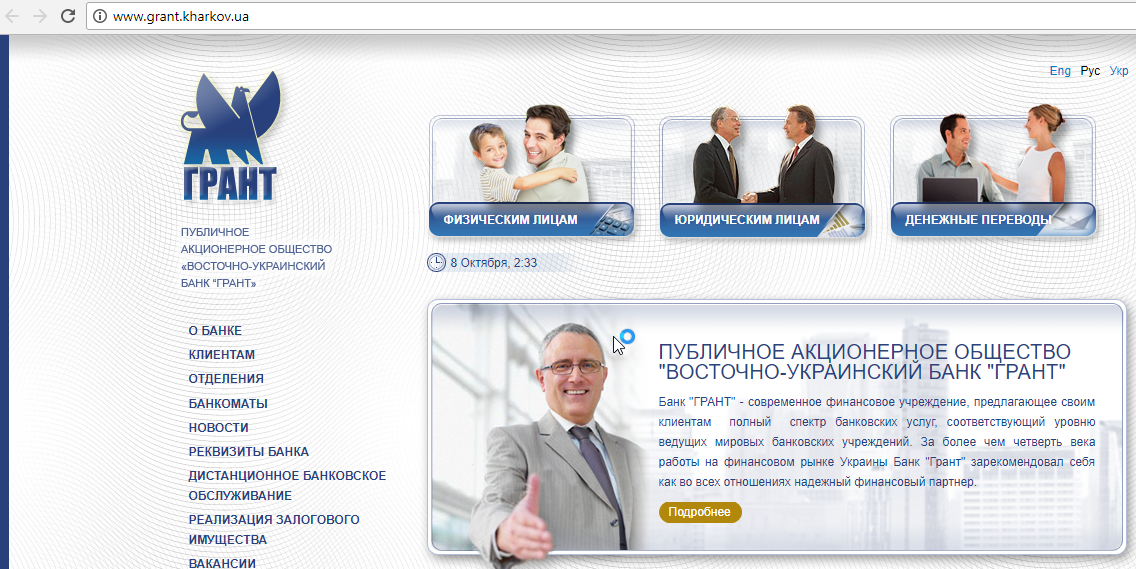 www.grant.kharkov.ua
Eng Рус Укр
ГРАНТ
ПУБЛИЧНОЕ
АКЦИОНЕРНОЕ ОБЩЕСТВО
«ВОСТОЧНО-УКРАИНСКИЙ
БАНК "ГРАНТ»
ФИЗИЧЕСКИМ ЛИЦАМ
ЮРИДИЧЕСКИМ ЛИЦАМ
ДЕНЕЖНЫЕ ПЕРЕВОДЫ
8 Октября, 2:33
О БАНКЕ
КЛИЕНТАМ
ОТДЕЛЕНИЯ
БАНКОМАТЫ
НОВОСТИ
РЕКВИЗИТЫ БАНКА
ДИСТАНЦИОННОЕ БАНКОВСКОЕ
ОБСЛУЖИВАНИЕ
РЕАЛИЗАЦИЯ ЗАЛОГОВОГО
ИМУЩЕСТВА
ВАКАНСИИ
ПУБЛИЧНОЕ АКЦИОНЕРНОЕ ОБЩЕСТВО
"ВОСТОЧНО-УКРАИНСКИЙ БАНК "ГРАНТ"
Банк "ГРАНТ" - современное финансовое учреждение, предлагающее своим
клиентам полный спектр банковских услуг, соответствующий уровню
ведущих мировых банковских учреждений. За более чем четверть века
работы на финансовом рынке Украины Банк "Грант" зарекомендовал себя
как во всех отношениях надежный финансовый партнер.
Подробнее